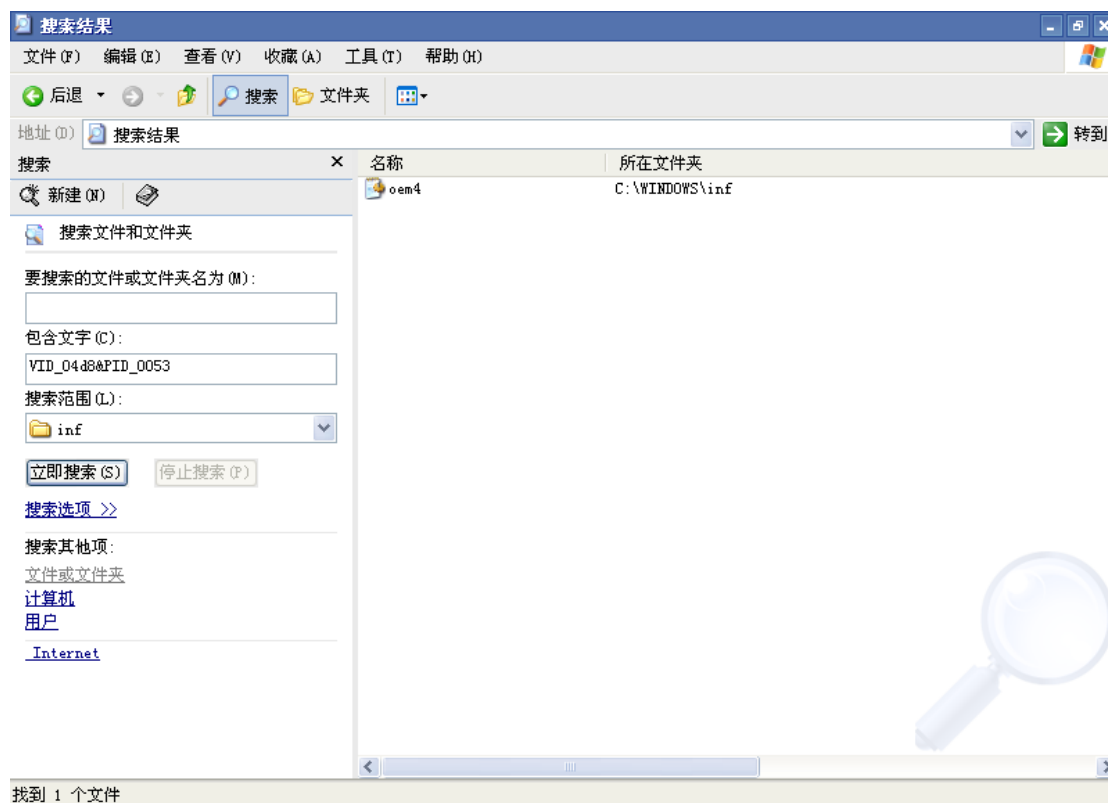 搜索结果
文件(F) 编辑(E) 查看(V) 收藏(A) 工具(T) 帮助(H)
后退 搜索 文件夹
地址(D) 搜索结果 转到
搜索 名称 所在文件夹
新建(N) oem4 C:\WINDOWS\inf
搜索文件和文件夹
要搜索的文件或文件夹名为(M):
包含文字(C):
VID_04d8&PID_0053
搜索范围(L):
inf
立即搜索(S) 停止搜索(P)
搜索选项 >>
搜索其他项:
文件或文件夹
计算机
用户
Internet
找到 1 个文件